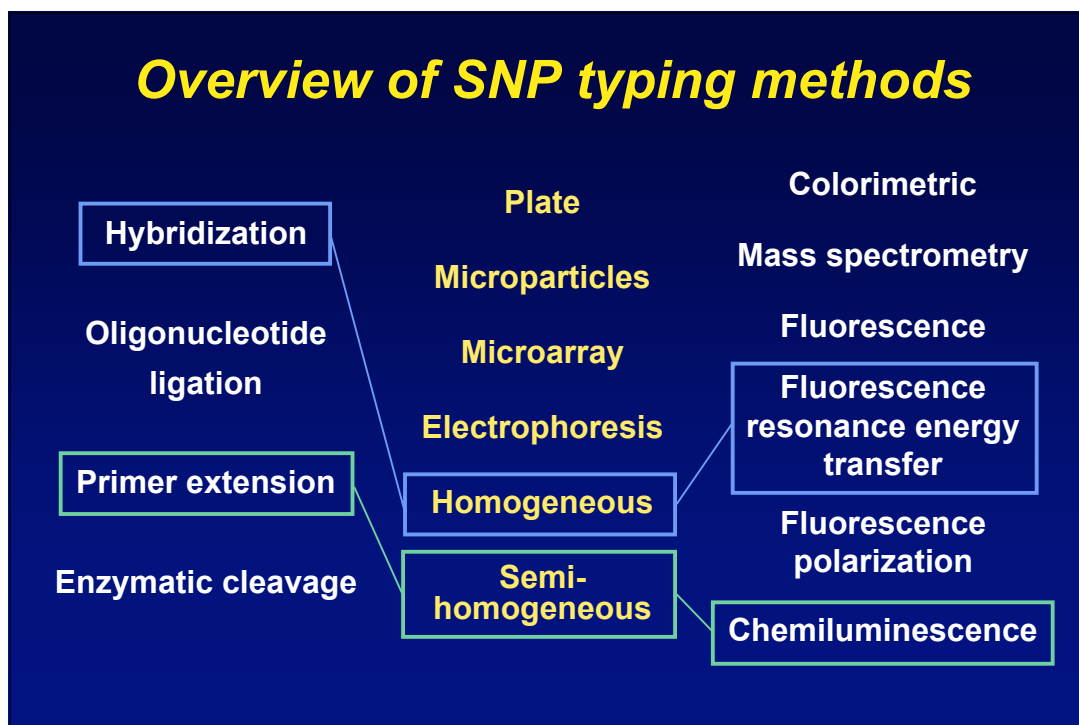 Overview of SNP typing methods
Hybridization
Oligonucleotide
ligation
Primer extension
Enzymatic cleavage
Plate
Microparticles
Microarray
Electrophoresis
Homogeneous
Semi-
homogeneous
Colorimetric
Mass spectrometry
Fluorescence
Fluorescence
resonance energy
transfer
Fluorescence
polarization
Chemiluminescence